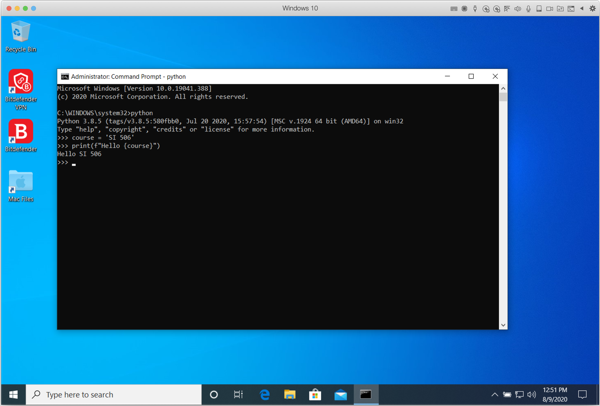 Windows 10
Recycle Bin
Bitdefender
VPN
Bitdefender
Mac Files
Administrator: Command Prompt - python
Microsoft Windows [Version 10.0.19041.388]
(c) 2020 Microsoft Corporation. All rights reserved.
C:\WINDOWS\system32>python
Python 3.8.5 (tags/v3.8.5:580fbb0, Jul 20 2020, 15:57:54) [MSC v.1924 64 bit (AMD64)] on win32
Type "help", "copyright", "credits" or "license" for more information.
>>> course = 'SI 506'
>>> print(f"Hello {course}")
Hello SI 506
>>>
Type here to search
12:51 PM
8/9/2020